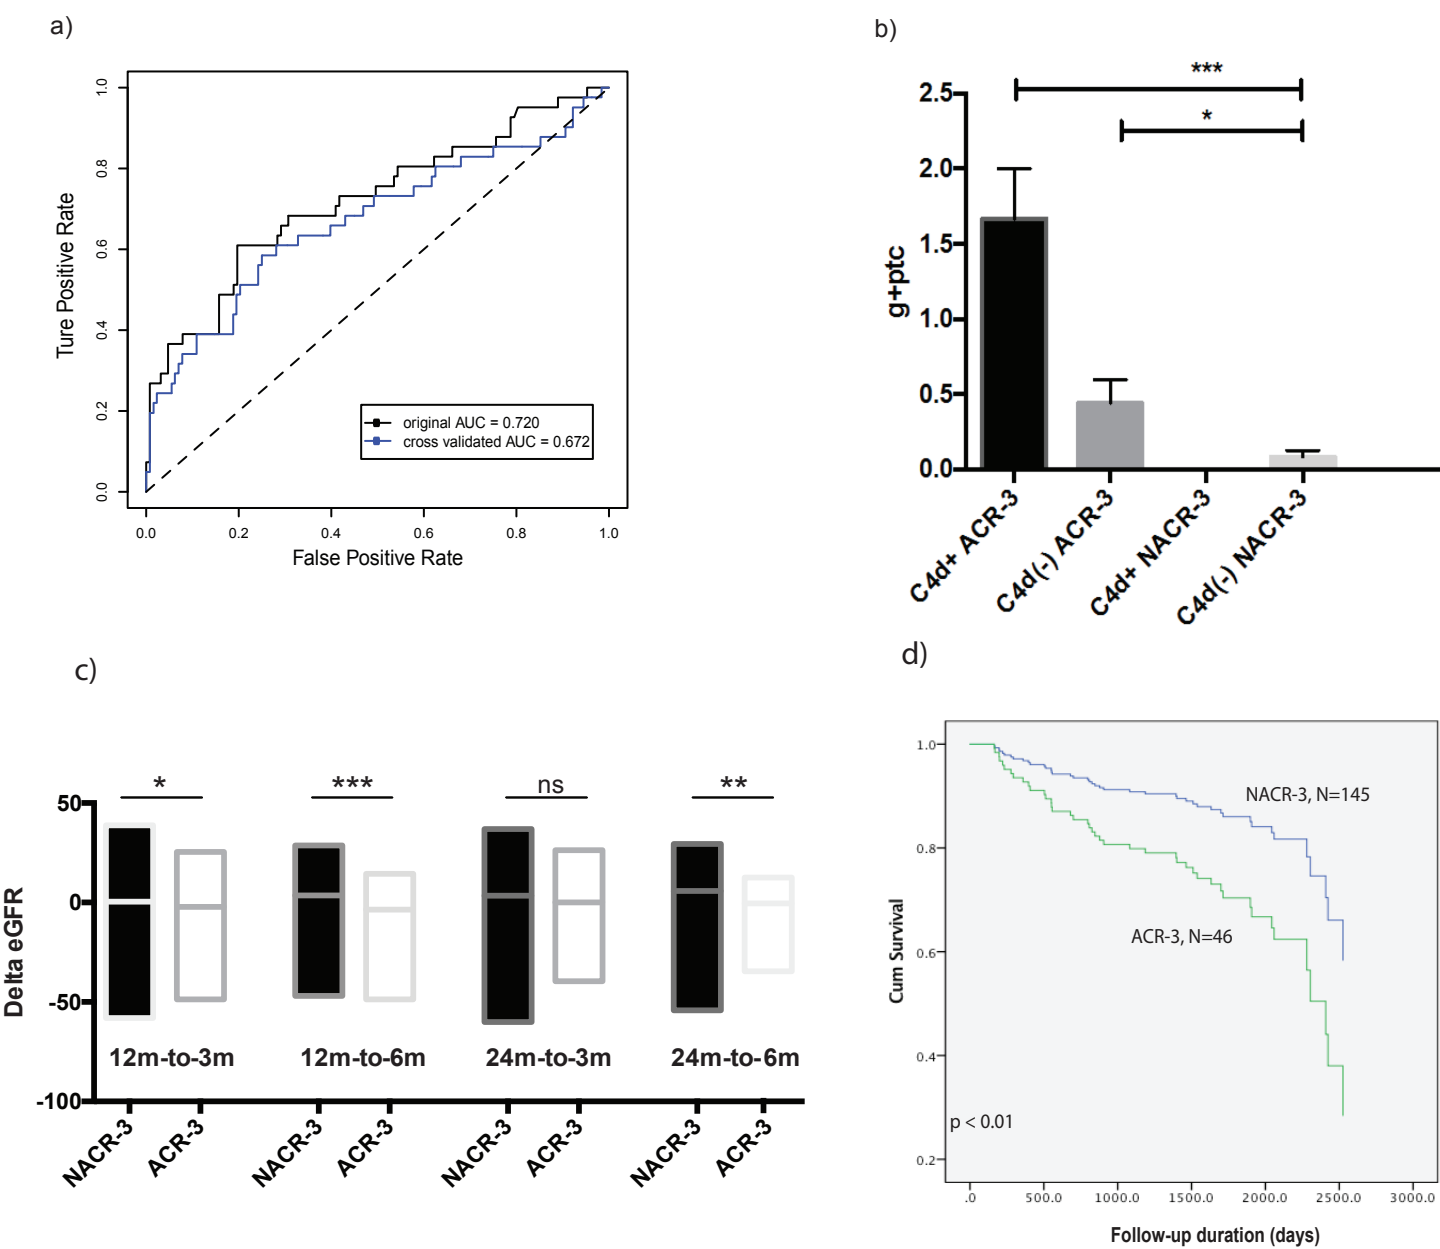 a)
1.0
0.8
0.6
0.4
0.2
0.0
Ture Positive Rate
original AUC = 0.720
cross validated AUC = 0.672
0.0 0.2 0.4 0.6 0.8 1.0
False Positive Rate
b)
***
*
2.5
2.0
1.5
1.0
0.5
0.0
g+ptc
C4d+ ACR-3
C4d(-) ACR-3
C4d+ NACR-3
C4d(-) NACR-3
c)
* *** ns **
50
0
-50
-100
Delta eGFR
12m-to-3m 12m-to-6m 24m-to-3m 24m-to-6m
NACR-3 ACR-3 NACR-3 ACR-3 NACR-3 ACR-3 NACR-3 ACR-3
d)
1.0
0.8
0.6
0.4
0.2
Cum Survival
NACR-3, N=145
ACR-3, N=46
p < 0.01
.0 500.0 1000.0 1500.0 2000.0 2500.0 3000.0
Follow-up duration (days)